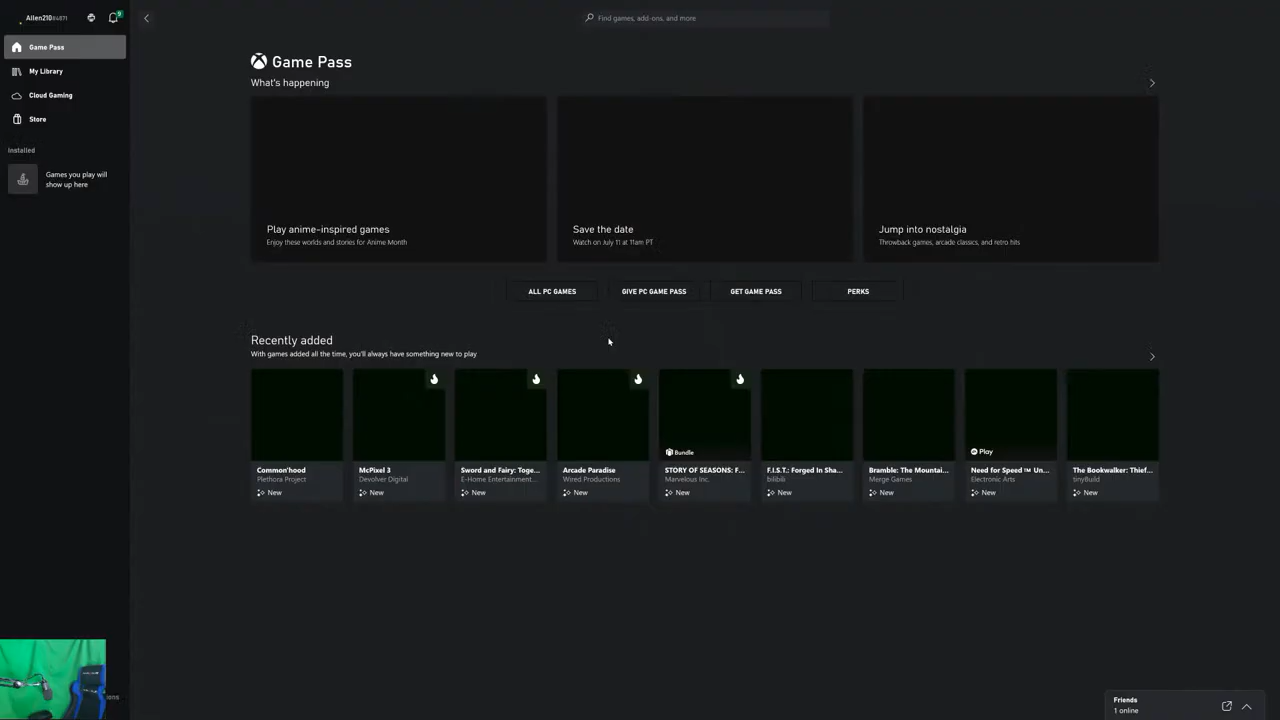 Allen21084871
9
Find games, add-ons, and more
Game Pass
My Library
Cloud Gaming
Store
Installed
Games you play will
show up here
Game Pass
What's happening
Play anime-inspired games
Enjoy these worlds and stories for Anime Month
Save the date
Watch on July 11 at 11am PT
Jump into nostalgia
Throwback games, arcade classics, and retro hits
ALL PC GAMES
GIVE PC GAME PASS
GET GAME PASS
PERKS
Recently added
With games added all the time, you'll always have something new to play
Common'hood
Plethora Project
New
McPixel 3
Devolver Digital
New
Sword and Fairy: Toge...
E-Home Entertainment...
New
Arcade Paradise
Wired Productions
New
Bundle
STORY OF SEASONS: F...
Marvelous Inc.
New
F.I.S.T.: Forged In Sha...
bilibili
New
Bramble: The Mountai...
Merge Games
New
Play
Need for Speed™ Un...
Electronic Arts
New
The Bookwalker: Thief...
tinyBuild
New
Friends
1 online